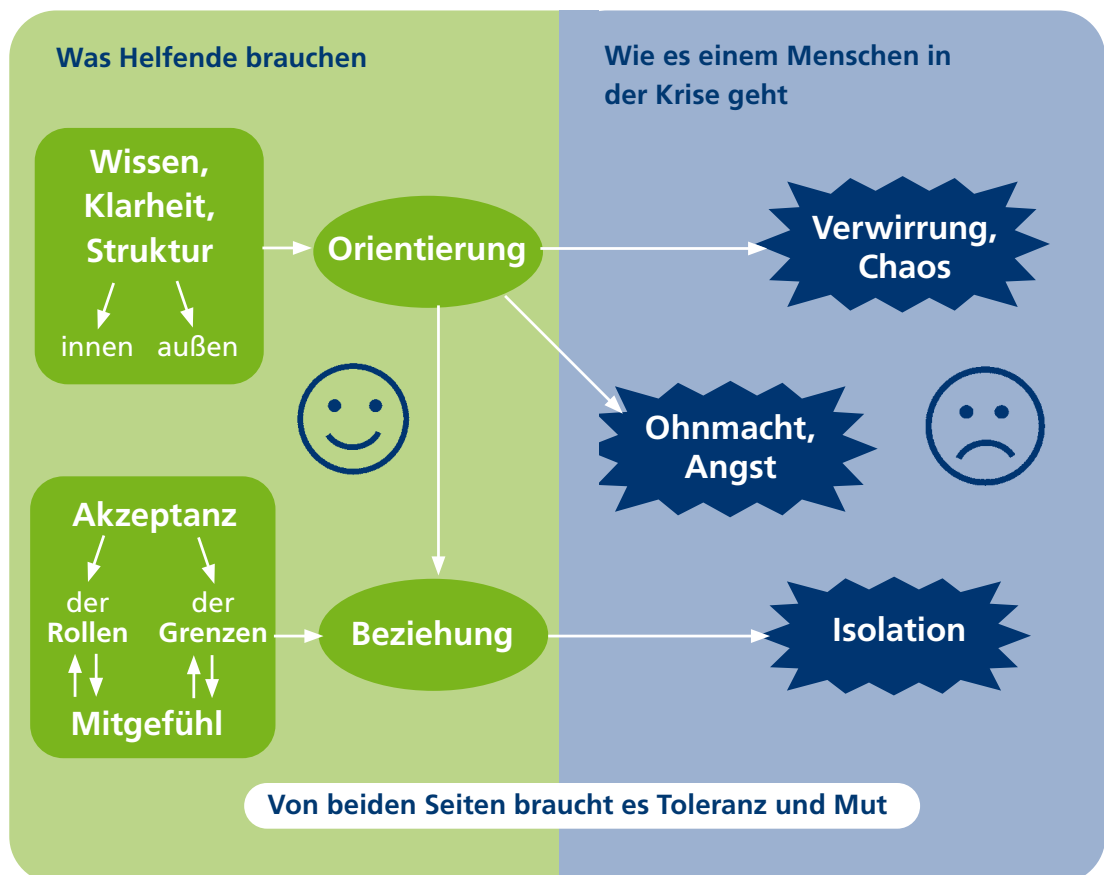 Was Helfende brauchen
Wie es einem Menschen in
der Krise geht
Wissen,
Klarheit,
Struktur
innen außen
Orientierung
Verwirrung,
Chaos
Ohnmacht,
Angst
Akzeptanz
der der
Rollen Grenzen
Mitgefühl
Beziehung
Isolation
Von beiden Seiten braucht es Toleranz und Mut